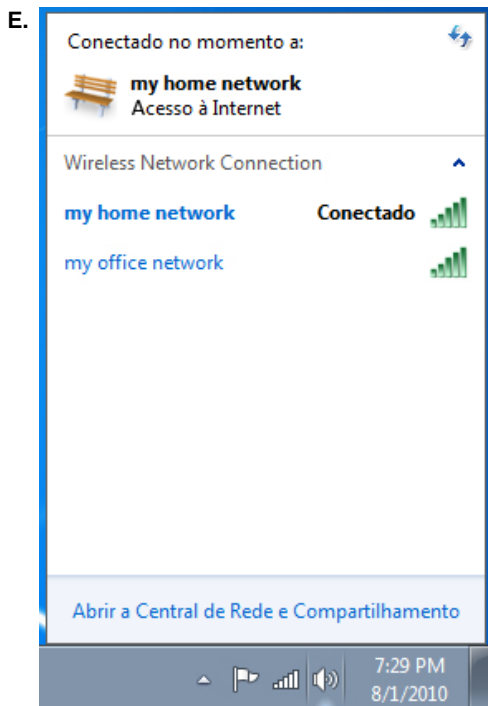 E.
Conectado no momento a:
my home network
Acesso à Internet
Wireless Network Connection
my home network Conectado
my office network
Abrir a Central de Rede e Compartilhamento
7:29 PM
8/1/2010